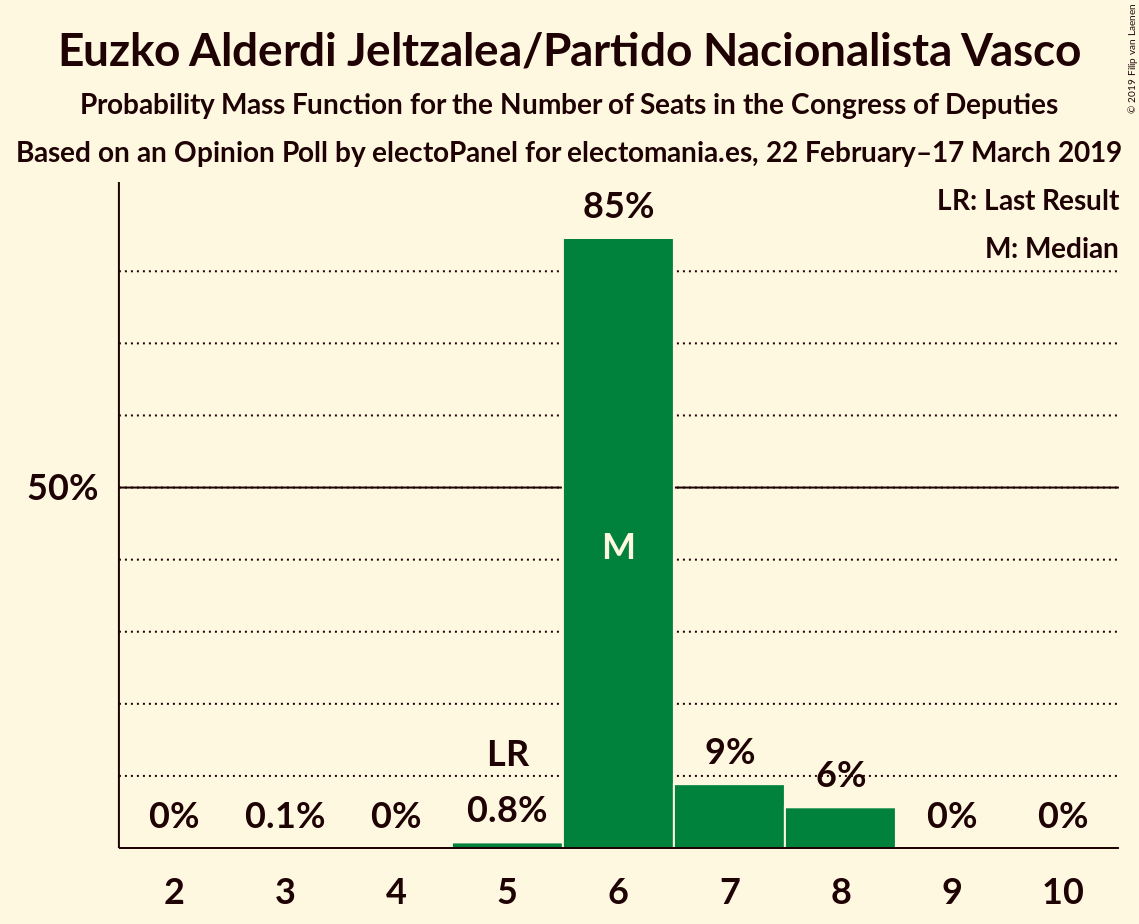 Euzko Alderdi Jeltzalea/Partido Nacionalista Vasco
Probability Mass Function for the Number of Seats in the Congress of Deputies
Based on an Opinion Poll by electoPanel for electomania.es, 22 February–17 March 2019
© 2019 Filip van Laenen
LR: Last Result
M: Median
85%
50%
M
LR
9%
6%
0%
0.1%
0%
0.8%
0%
0%
2
3
4
5
6
7
8
9
10